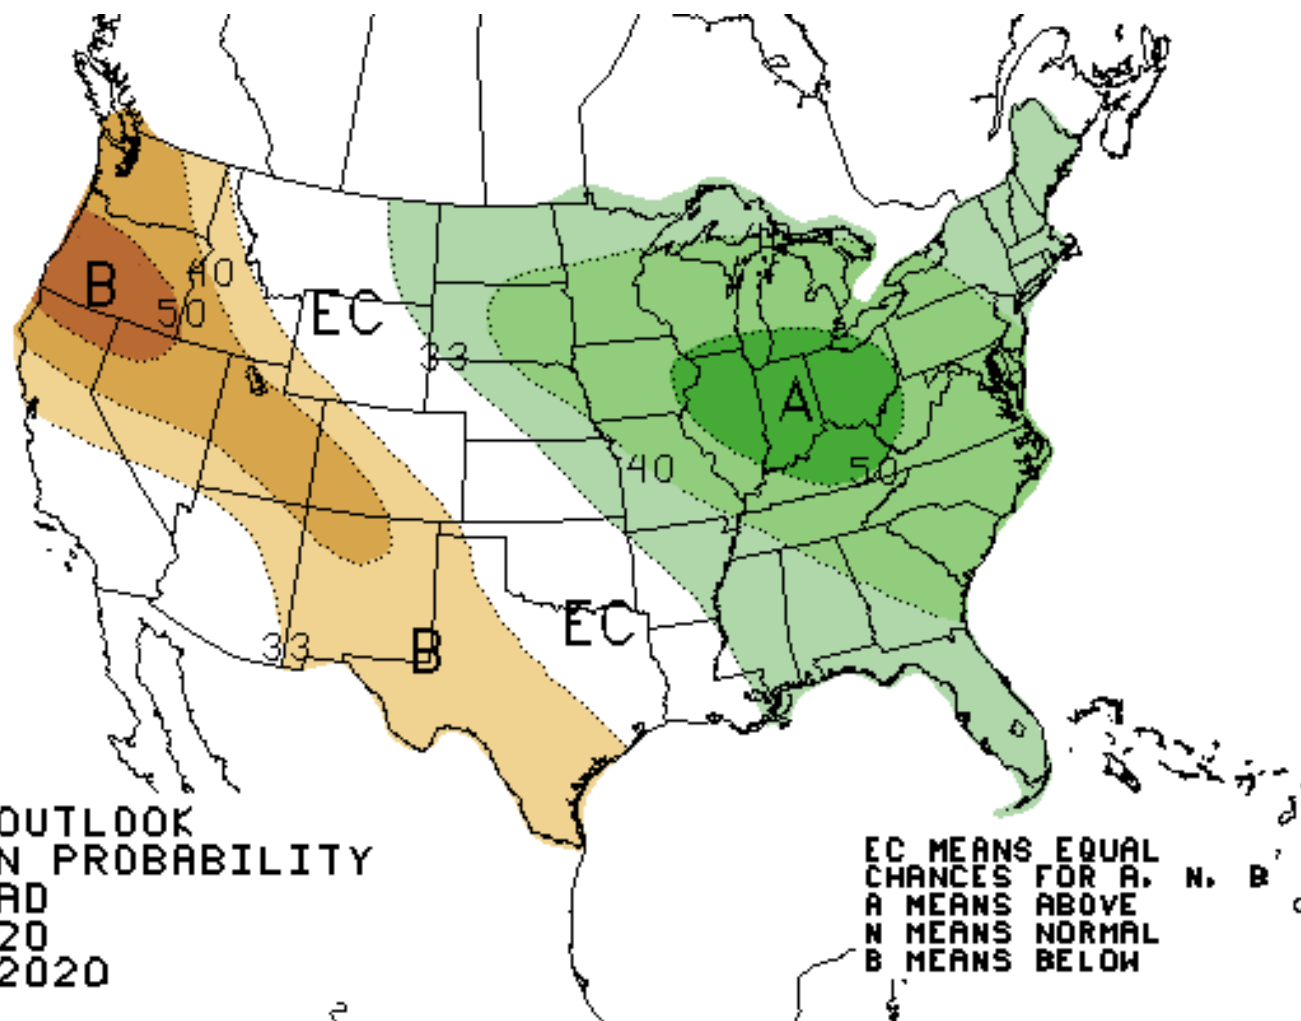 B
40
50
EC
33
A
40
50
EC
33
B
OUTLOOK
N PROBABILITY
AD
20
2020
EC MEANS EQUAL
CHANCES FOR A, N, B
A MEANS ABOVE
N MEANS NORMAL
B MEANS BELOW